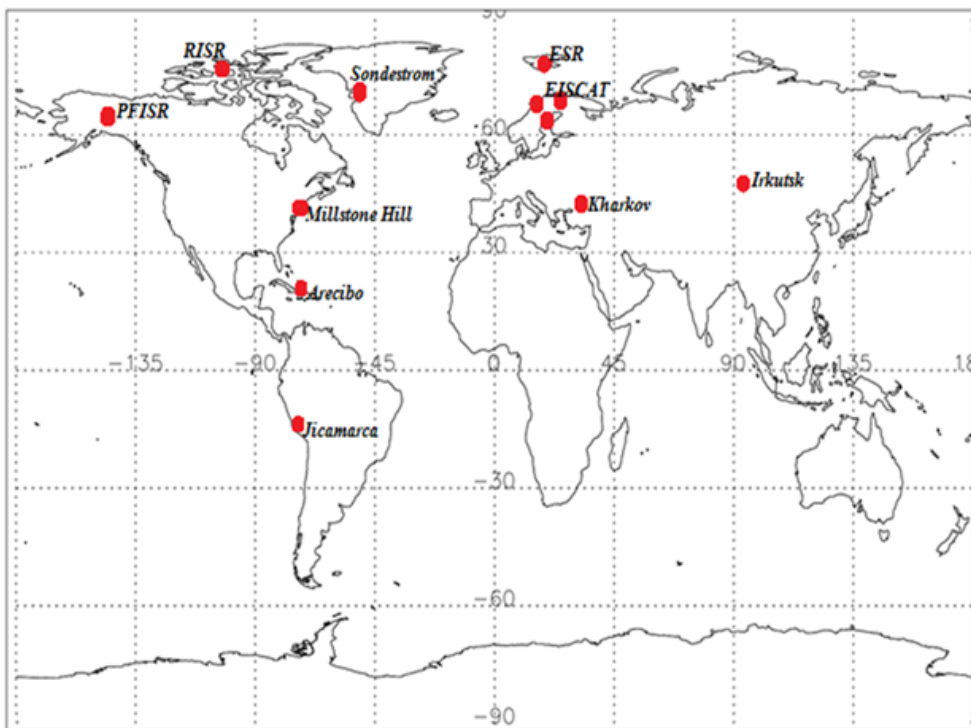 90
RISR
ESR
Sondestrom
EISCAT
PFISR
60
Irkutsk
Kharkov
Millstone Hill
30
Arecibo
-135
-90
-45
0
45
90
135
18
Jicamarca
-30
-60
-90